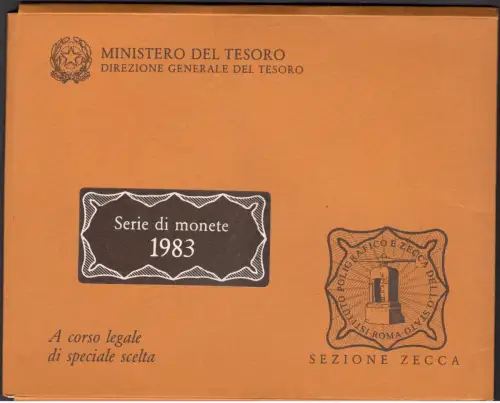 MINISTERO DEL TESORO
DIREZIONE GENERALE DEL TESORO
Serie di monete
1983
A corso legale
di speciale scelta
ISTITUTO POLIGRAFICO E ZECCA DELLO STATO·ROMA·
SEZIONE ZECCA